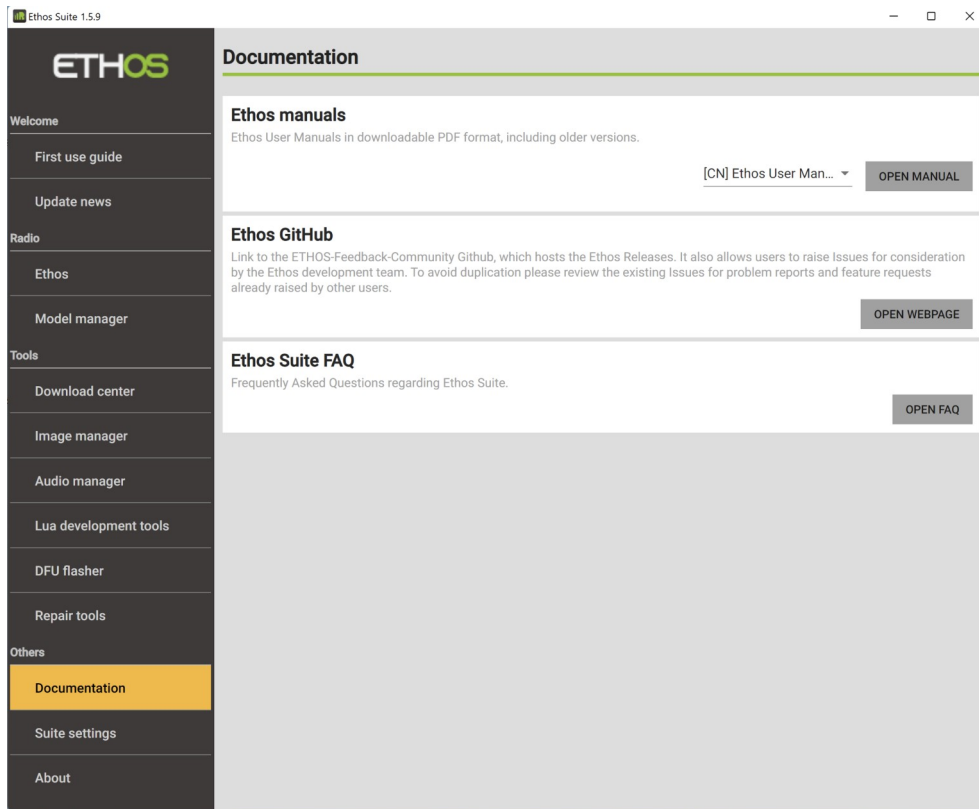 Ethos Suite 1.5.9
ETHOS
Welcome
First use guide
Update news
Radio
Ethos
Model manager
Tools
Download center
Image manager
Audio manager
Lua development tools
DFU flasher
Repair tools
Others
Documentation
Suite settings
About
Documentation
Ethos manuals
Ethos User Manuals in downloadable PDF format, including older versions.
[CN] Ethos User Man...
OPEN MANUAL
Ethos GitHub
Link to the ETHOS-Feedback-Community Github, which hosts the Ethos Releases. It also allows users to raise Issues for consideration
by the Ethos development team. To avoid duplication please review the existing Issues for problem reports and feature requests
already raised by other users.
OPEN WEBPAGE
Ethos Suite FAQ
Frequently Asked Questions regarding Ethos Suite.
OPEN FAQ